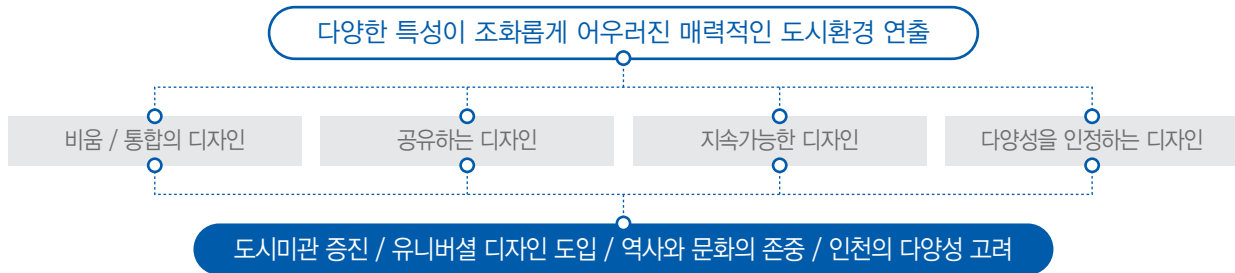 다양한 특성이 조화롭게 어우러진 매력적인 도시환경 연출
비움 / 통합의 디자인
공유하는 디자인
지속가능한 디자인
다양성을 인정하는 디자인
도시미관 증진 / 유니버셜 디자인 도입 / 역사와 문화의 존중 / 인천의 다양성 고려